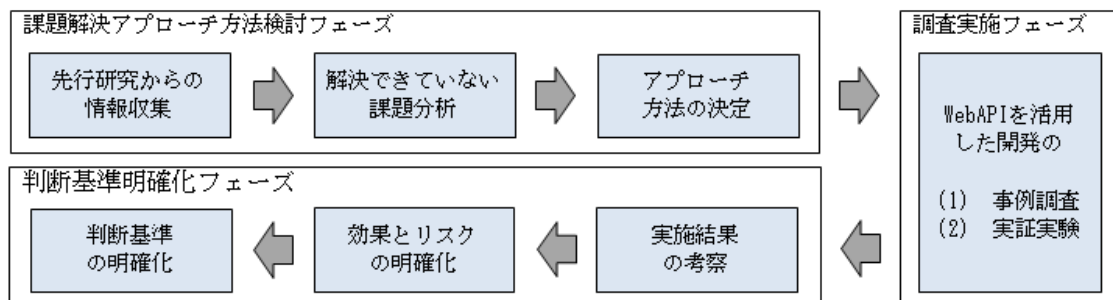 課題解決アプローチ方法検討フェーズ
先行研究からの
情報収集
解決できていない
課題分析
アプローチ
方法の決定
調査実施フェーズ
WebAPIを活用
した開発の
(1) 事例調査
(2) 実証実験
判断基準明確化フェーズ
実施結果
の考察
効果とリスク
の明確化
判断基準
の明確化